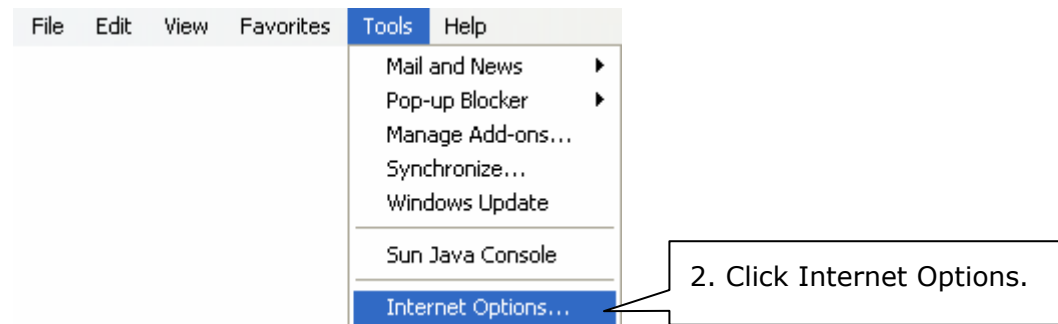 File Edit View Favorites Tools Help
Mail and News
Pop-up Blocker
Manage Add-ons...
Synchronize...
Windows Update
Sun Java Console
Internet Options...
2. Click Internet Options.